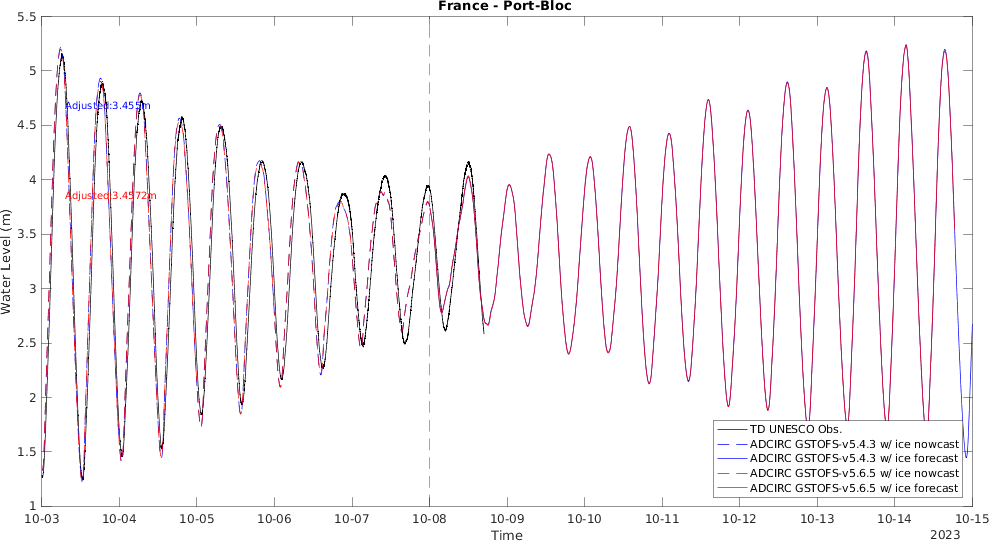 France - Port-Bloc
5.5
5
4.5
4
3.5
3
2.5
2
1.5
1
Water Level (m)
Adjusted:3.455m
Adjusted:3.4572m
TD UNESCO Obs.
ADCIRC GSTOFS-v5.4.3 w/ ice nowcast
ADCIRC GSTOFS-v5.4.3 w/ ice forecast
ADCIRC GSTOFS-v5.6.5 w/ ice nowcast
ADCIRC GSTOFS-v5.6.5 w/ ice forecast
10-03 10-04 10-05 10-06 10-07 10-08 10-09 10-10 10-11 10-12 10-13 10-14 10-15
Time
2023